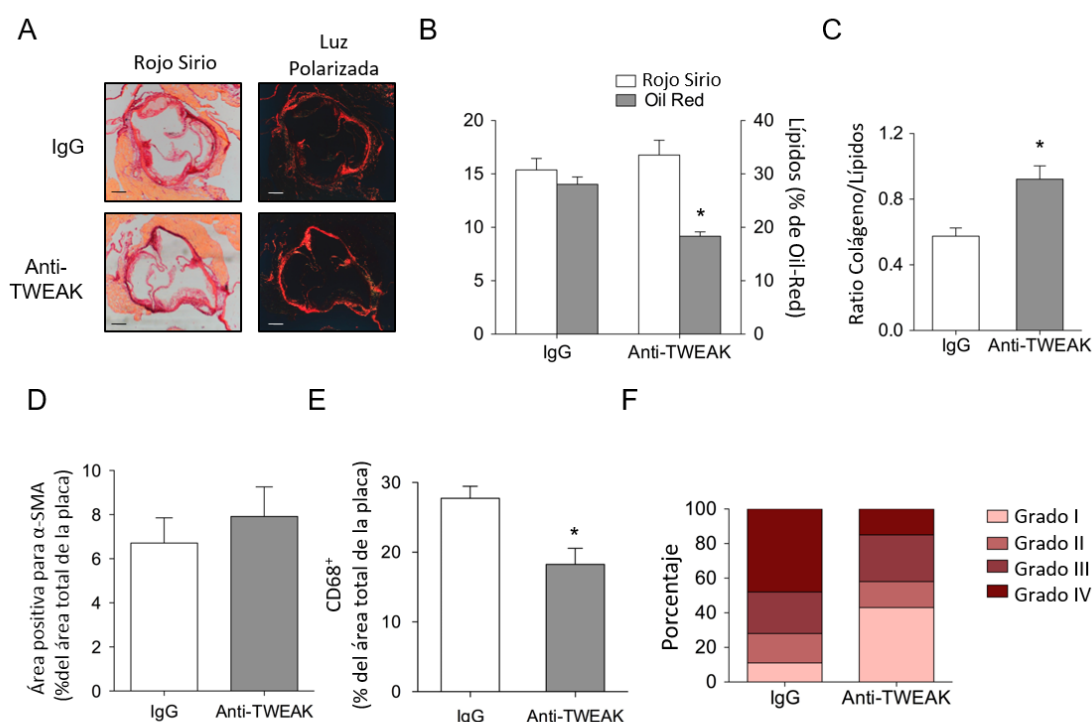 A
Rojo Sirio
Luz
Polarizada
IgG
Anti-
TWEAK
B
Rojo Sirio
Oil Red
20
15
10
5
0
40
30
20
10
0
Lípidos (% de Oil-Red)
IgG
Anti-TWEAK
*
C
Ratio Colágeno/Lípidos
1.2
0.9
0.6
0.3
0.0
*
IgG
Anti-TWEAK
D
Área positiva para α-SMA
(%del área total de la placa)
10
8
6
4
2
0
IgG
Anti-TWEAK
E
CD68+
(% del área total de la placa)
30
20
10
0
*
IgG
Anti-TWEAK
F
Porcentaje
100
80
60
40
20
0
IgG
Anti-TWEAK
Grado I
Grado II
Grado III
Grado IV